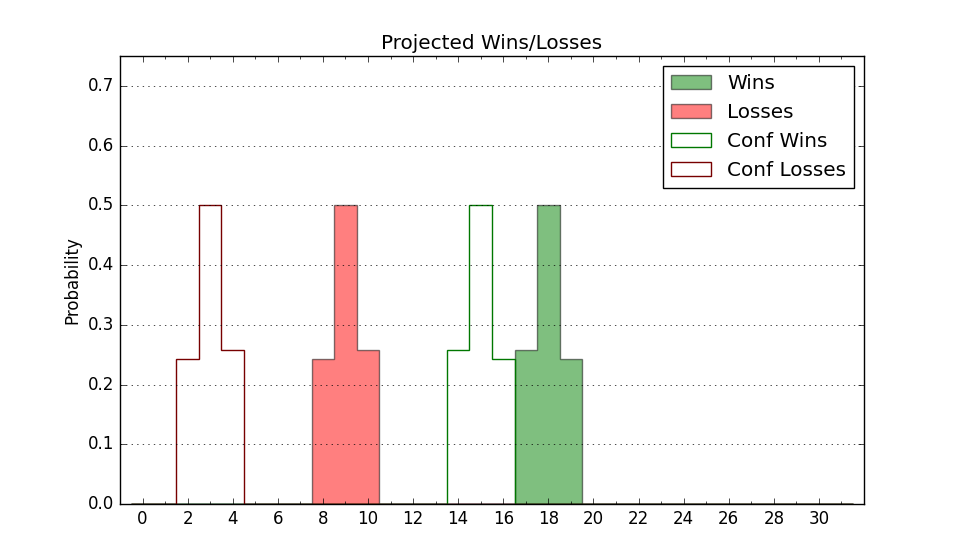 Projected Wins/Losses
Wins
Losses
Conf Wins
Conf Losses
Probability
0.7
0.6
0.5
0.4
0.3
0.2
0.1
0.0
0 2 4 6 8 10 12 14 16 18 20 22 24 26 28 30